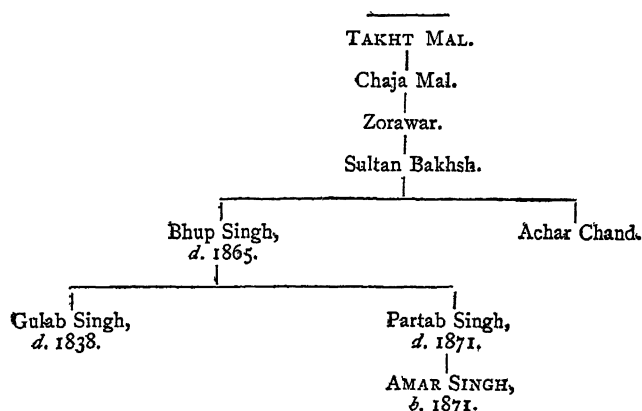 TAKHT MAL.
Chaja Mal.
Zorawar.
Sultan Bakhsh.
Bhup Singh,
d. 1865.
Achar Chand.
Gulab Singh,
d. 1838.
Partab Singh,
d. 1871.
AMAR SINGH,
b. 1871.